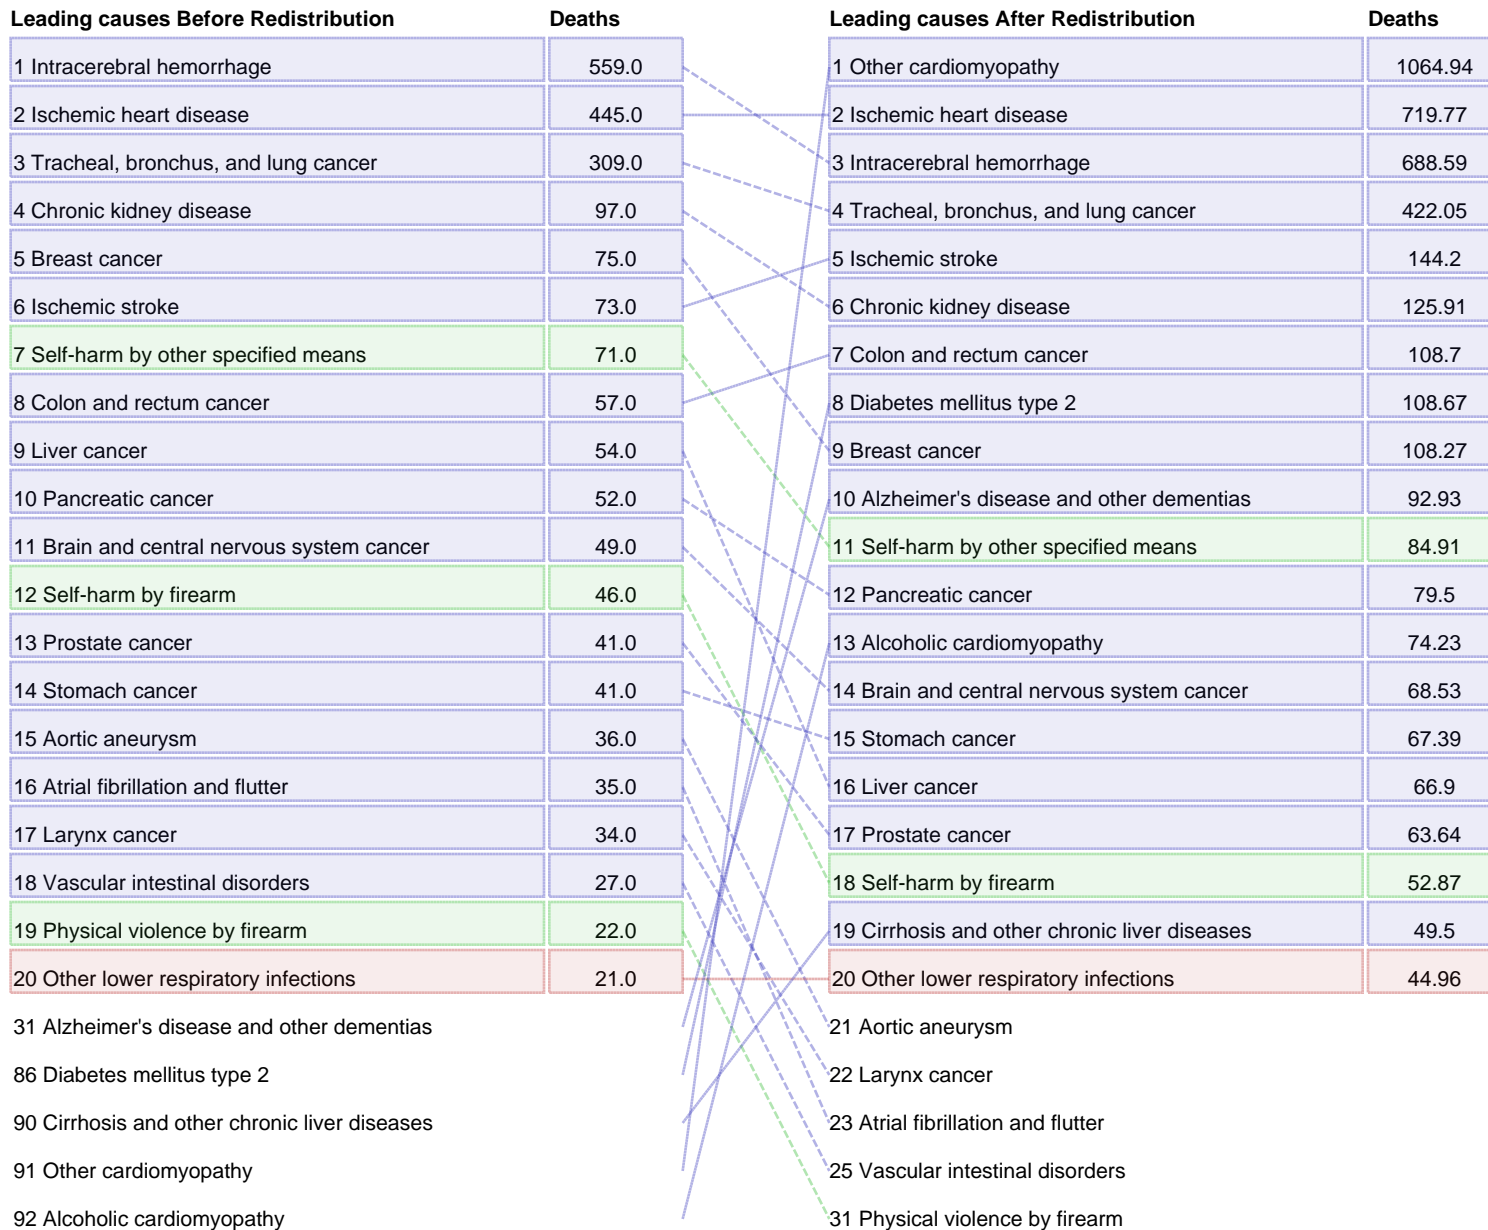 Leading causes Before Redistribution Deaths Leading causes After Redistribution Deaths
1 Intracerebral hemorrhage 559.0 1 Other cardiomyopathy 1064.94
2 Ischemic heart disease 445.0 2 Ischemic heart disease 719.77
3 Tracheal, bronchus, and lung cancer 309.0 3 Intracerebral hemorrhage 688.59
4 Chronic kidney disease 97.0 4 Tracheal, bronchus, and lung cancer 422.05
5 Breast cancer 75.0 5 Ischemic stroke 144.2
6 Ischemic stroke 73.0 6 Chronic kidney disease 125.91
7 Self-harm by other specified means 71.0 7 Colon and rectum cancer 108.7
8 Colon and rectum cancer 57.0 8 Diabetes mellitus type 2 108.67
9 Liver cancer 54.0 9 Breast cancer 108.27
10 Pancreatic cancer 52.0 10 Alzheimer's disease and other dementias 92.93
11 Brain and central nervous system cancer 49.0 11 Self-harm by other specified means 84.91
12 Self-harm by firearm 46.0 12 Pancreatic cancer 79.5
13 Prostate cancer 41.0 13 Alcoholic cardiomyopathy 74.23
14 Stomach cancer 41.0 14 Brain and central nervous system cancer 68.53
15 Aortic aneurysm 36.0 15 Stomach cancer 67.39
16 Atrial fibrillation and flutter 35.0 16 Liver cancer 66.9
17 Larynx cancer 34.0 17 Prostate cancer 63.64
18 Vascular intestinal disorders 27.0 18 Self-harm by firearm 52.87
19 Physical violence by firearm 22.0 19 Cirrhosis and other chronic liver diseases 49.5
20 Other lower respiratory infections 21.0 20 Other lower respiratory infections 44.96
31 Alzheimer's disease and other dementias 21 Aortic aneurysm
86 Diabetes mellitus type 2 22 Larynx cancer
90 Cirrhosis and other chronic liver diseases 23 Atrial fibrillation and flutter
91 Other cardiomyopathy 25 Vascular intestinal disorders
92 Alcoholic cardiomyopathy 31 Physical violence by firearm